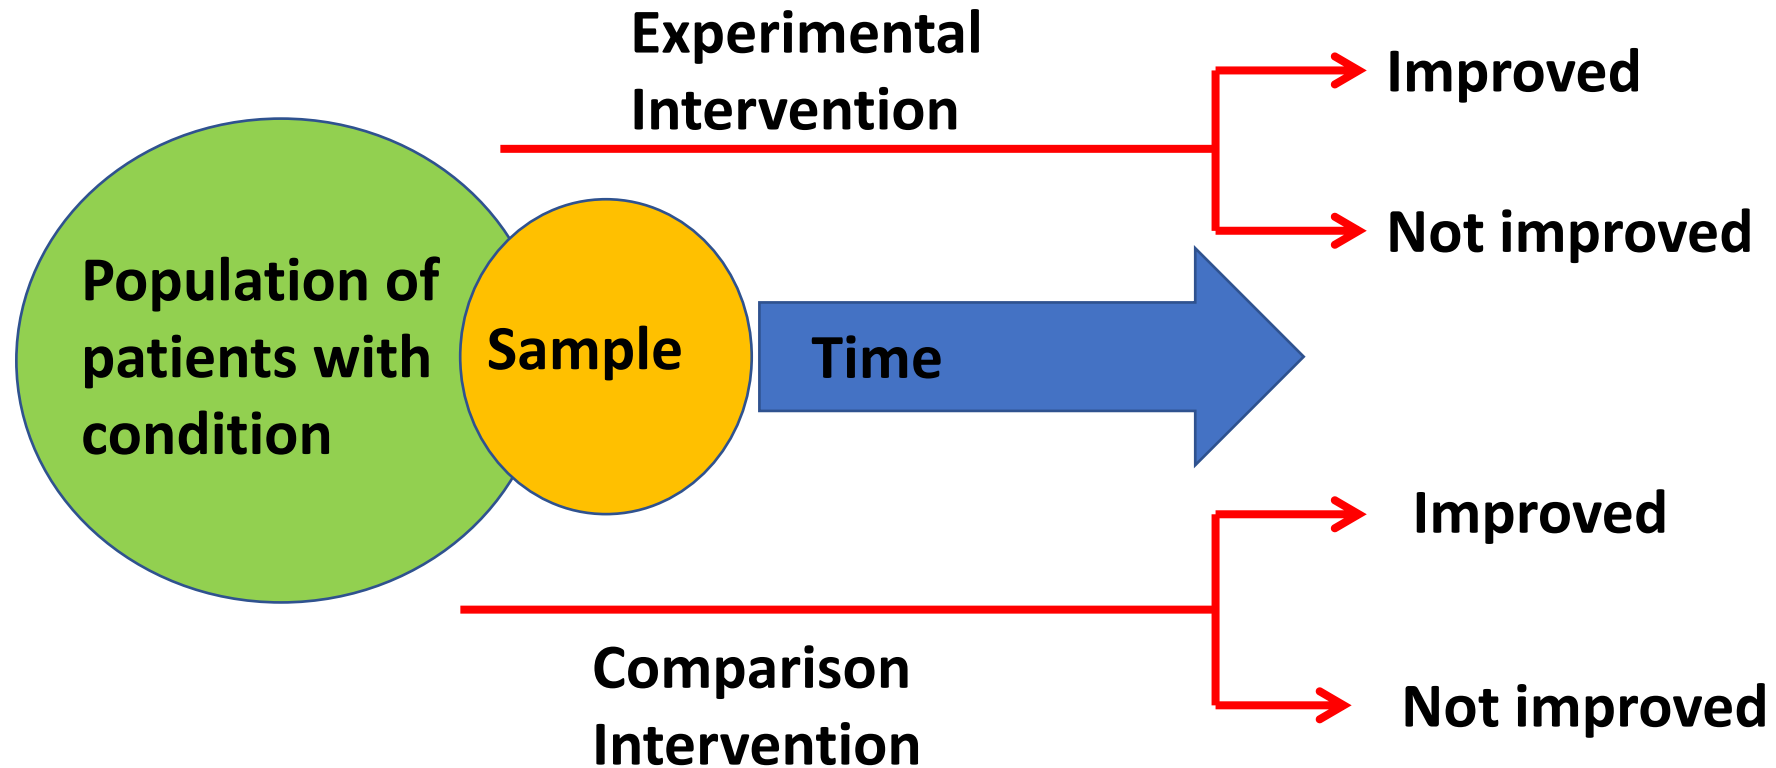 Experimental
Intervention
Improved
Not improved
Population of
patients with
condition
Sample
Time
Improved
Not improved
Comparison
Intervention